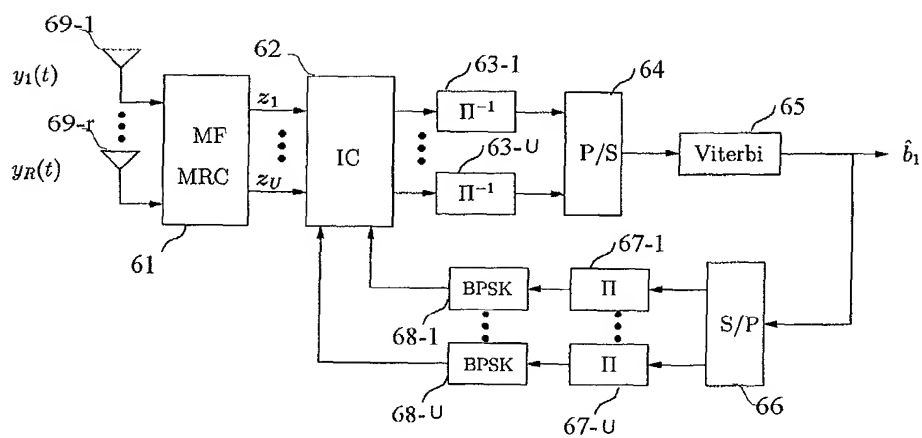 69-1
62
63-1
64
y₁(t)
Π⁻¹
65
z₁
69-r
MF
MRC
IC
63-U
P/S
Viterbi
b̂₁
y_R(t)
z_U
Π⁻¹
61
67-1
BPSK
Π
68-1
S/P
BPSK
Π
68-U
67-U
66